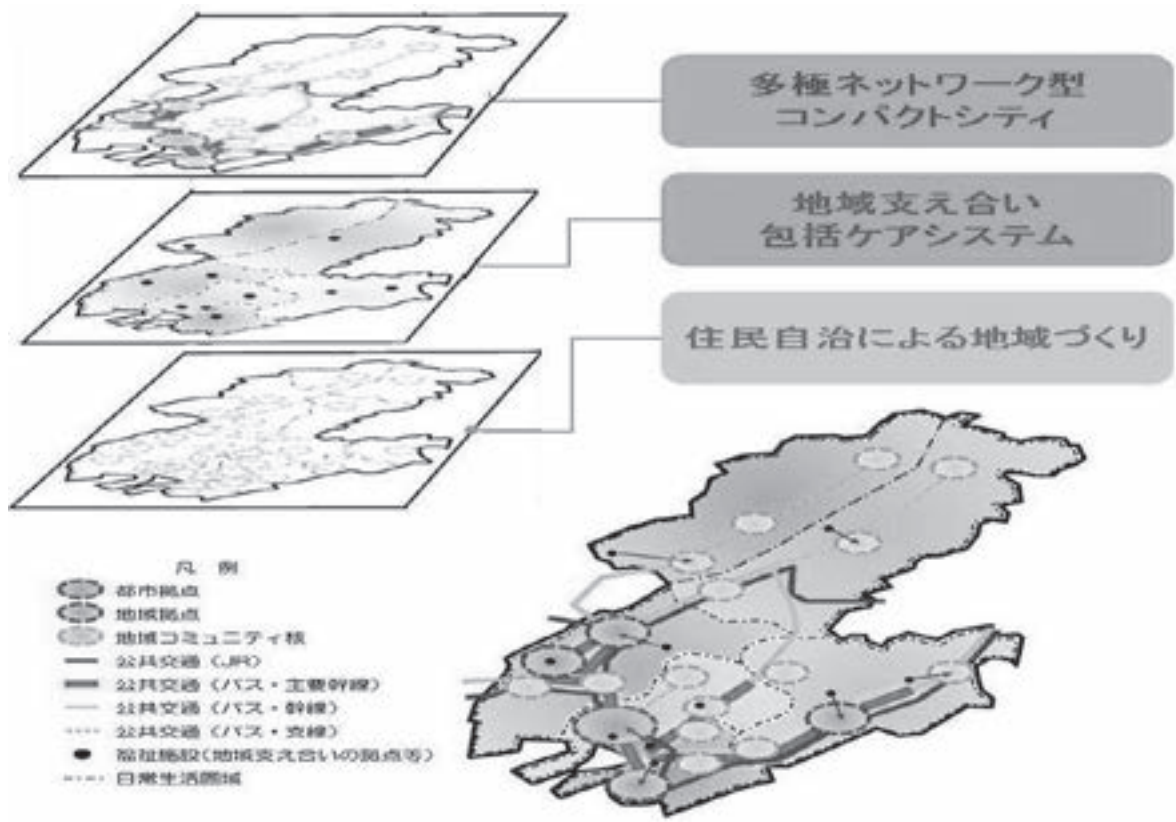 多極ネットワーク型
コンパクトシティ
地域支え合い
包括ケアシステム
住民自治による地域づくり
凡 例
都市拠点
地域拠点
地域コミュニティ核
公共交通（JR）
公共交通（バス・主要幹線）
公共交通（バス・幹線）
公共交通（バス・支線）
福祉施設（地域支え合いの拠点等）
日常生活圏域